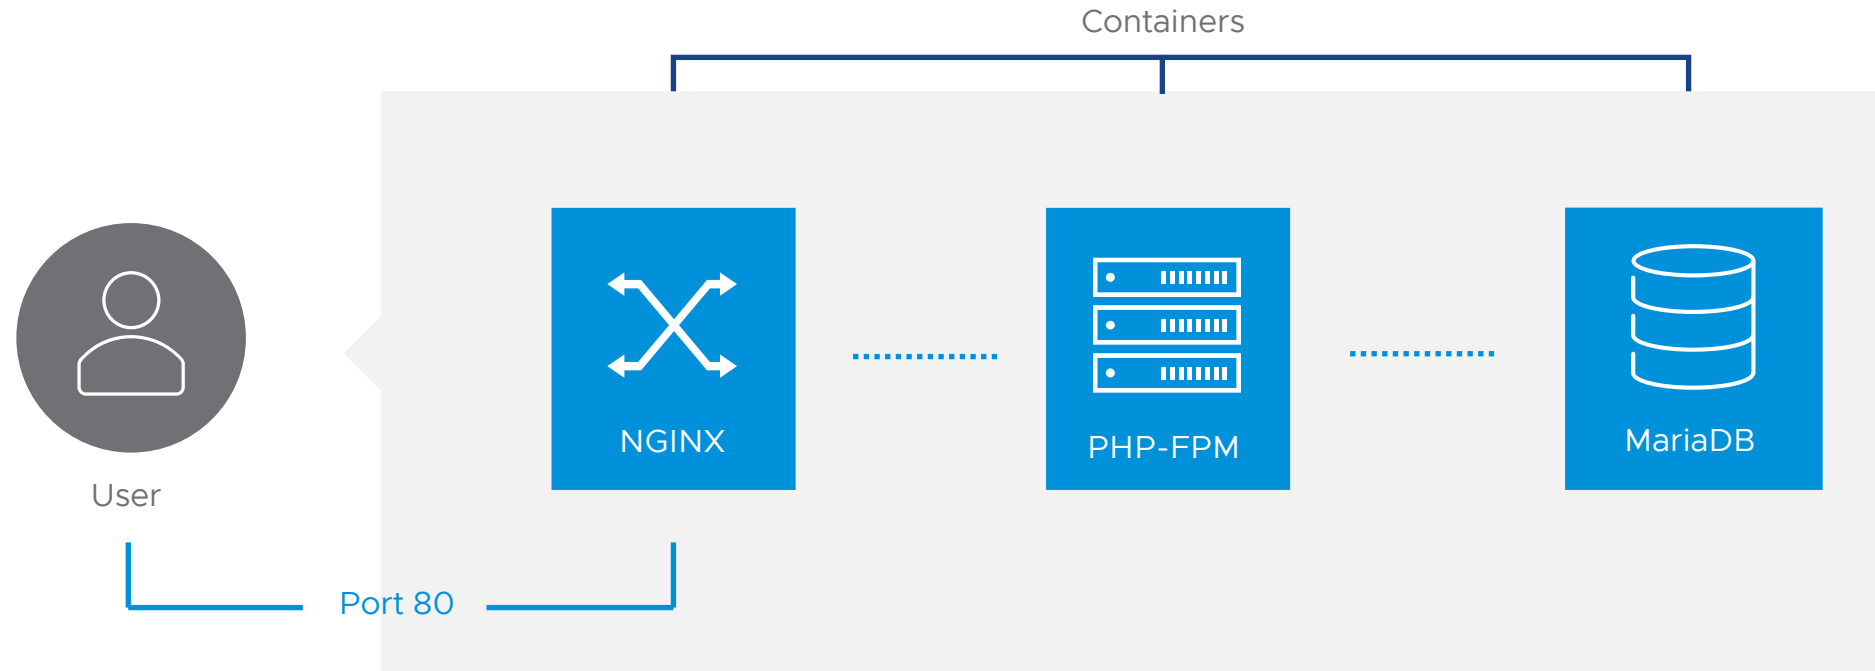 Containers
NGINX
PHP-FPM
MariaDB
User
Port 80